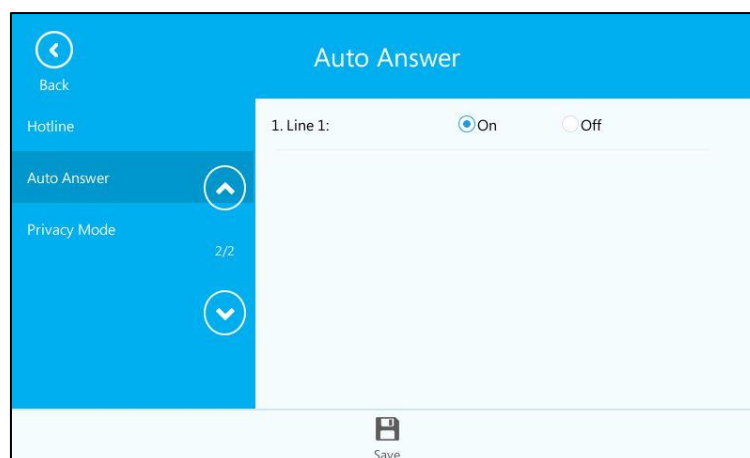 Auto Answer
Back
Hotline
1. Line 1:
On
Off
Auto Answer
Privacy Mode
2/2
Save